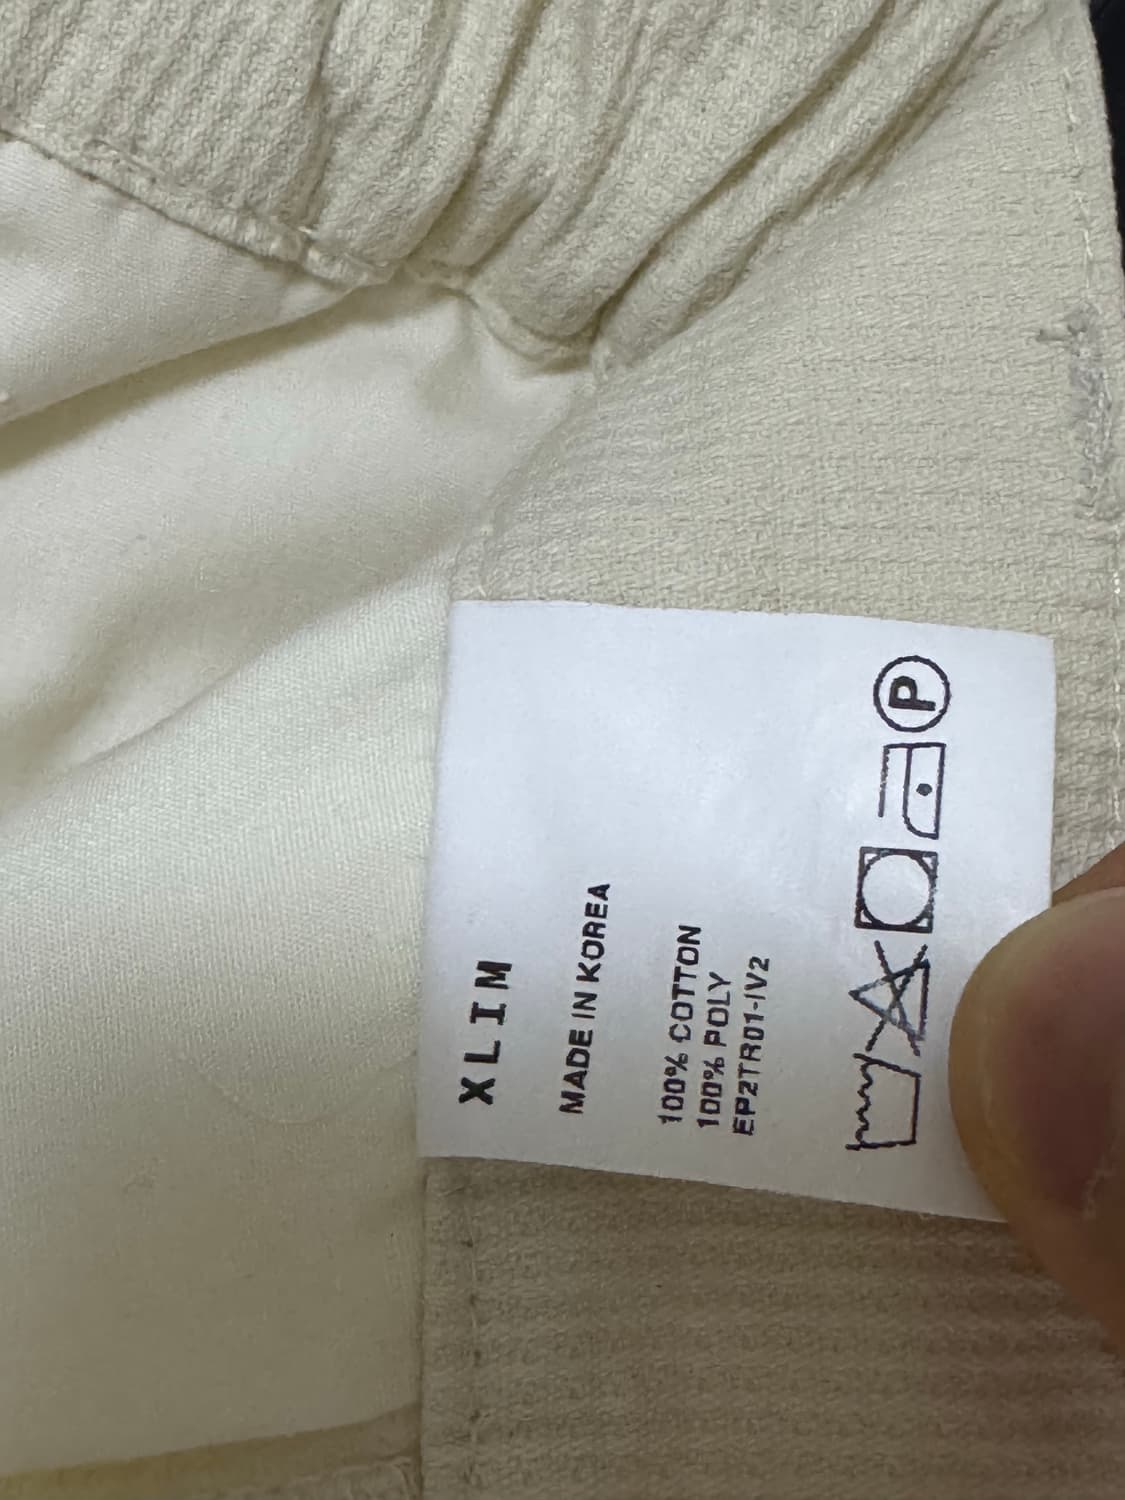 XLIM
MADE IN KOREA
100% COTTON
100% POLY
EP2TR01-IV2
P